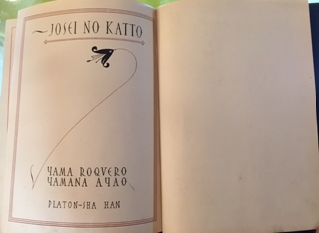 ~JOSEI NO KATTO
YAMA ROQVERO
YAMANA AYAO
PLATON-SHA HAN